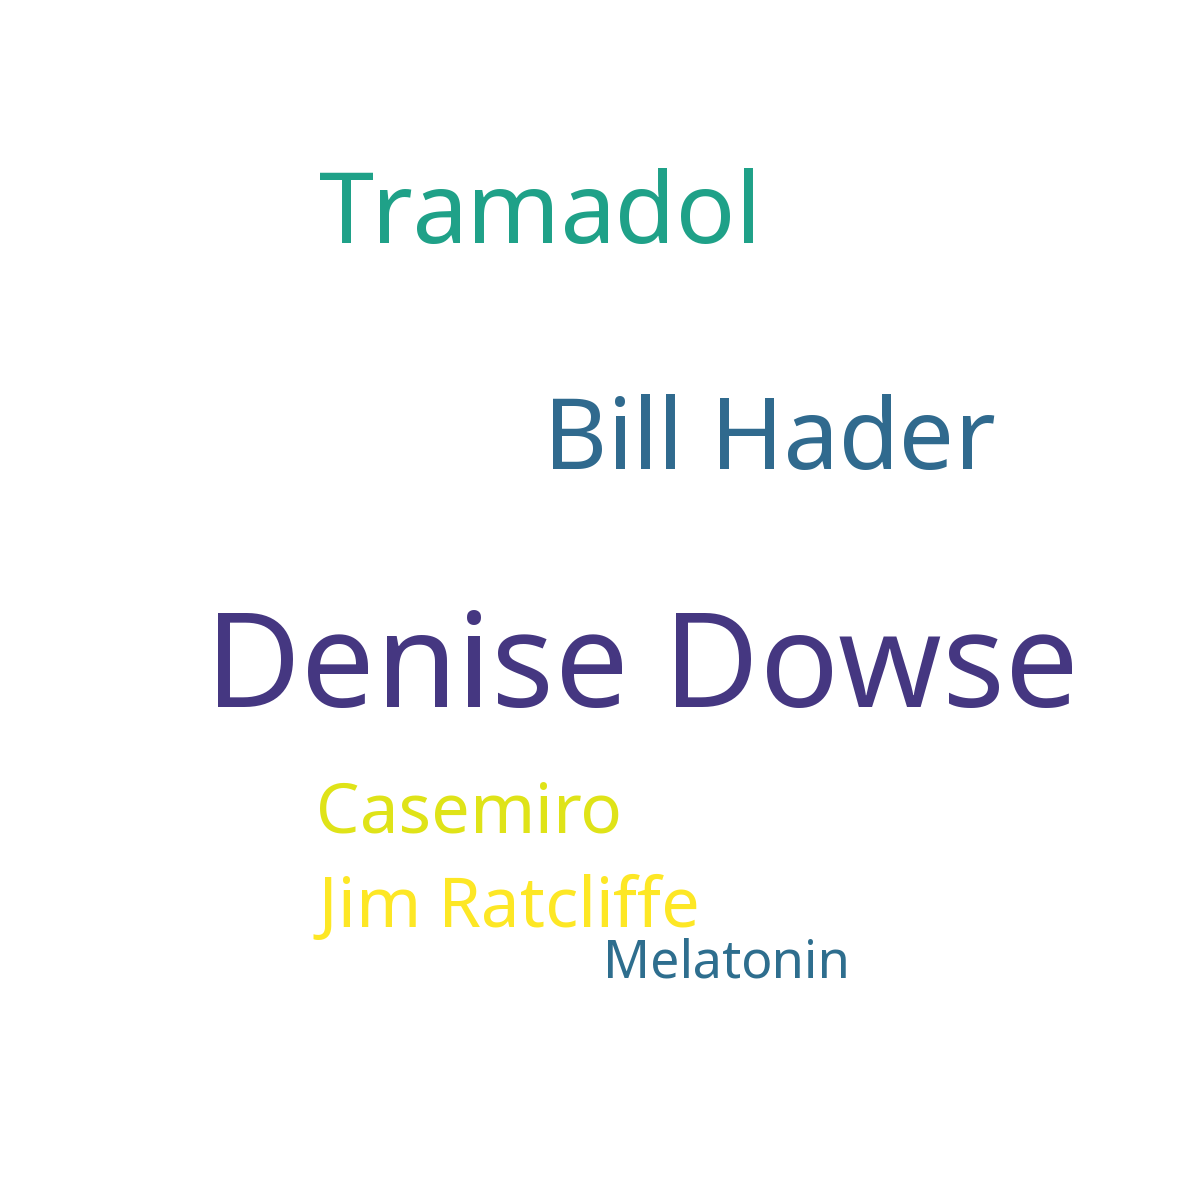 Tramadol
Bill Hader
Denise Dowse
Casemiro
Jim Ratcliffe
Melatonin